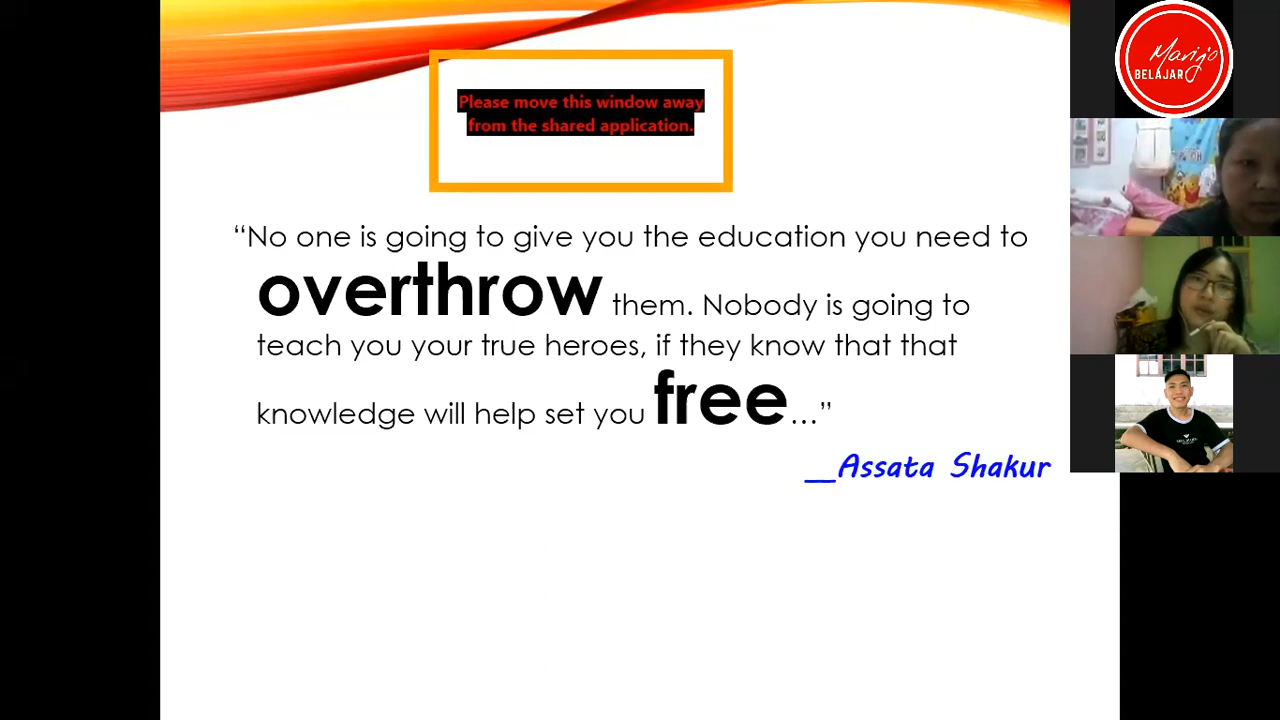 Please move this window away
from the shared application.
“No one is going to give you the education you need to
overthrow them. Nobody is going to
teach you your true heroes, if they know that that
knowledge will help set you free…”
__Assata Shakur
Marijo
BELAJAR